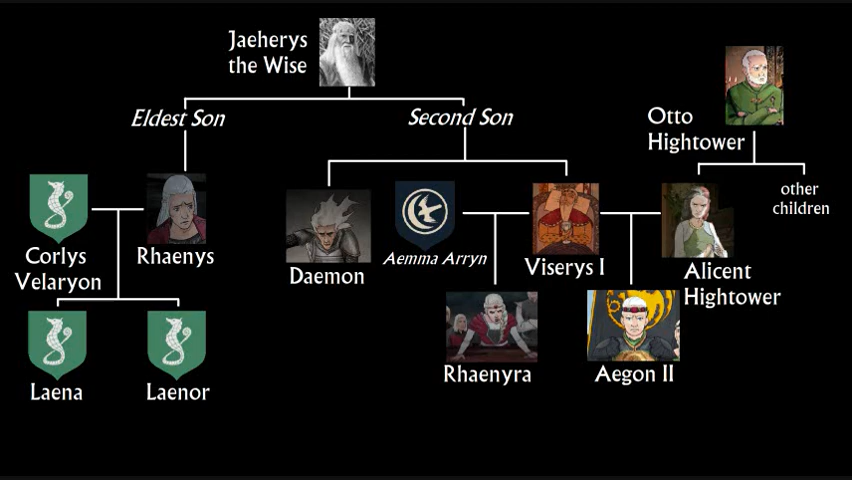 Jaeherys
the Wise
Eldest Son
Second Son
Otto
Hightower
other
children
Corlys
Velaryon
Rhaenys
Daemon
Aemma Arryn
Viserys I
Alicent
Hightower
Rhaenyra
Aegon II
Laena
Laenor